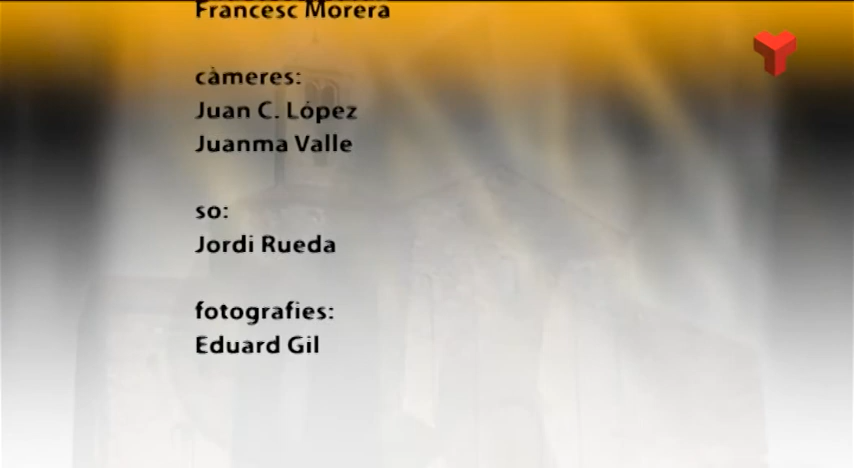 Francesc Morera
càmeres:
Juan C. López
Juanma Valle
so:
Jordi Rueda
fotografies:
Eduard Gil